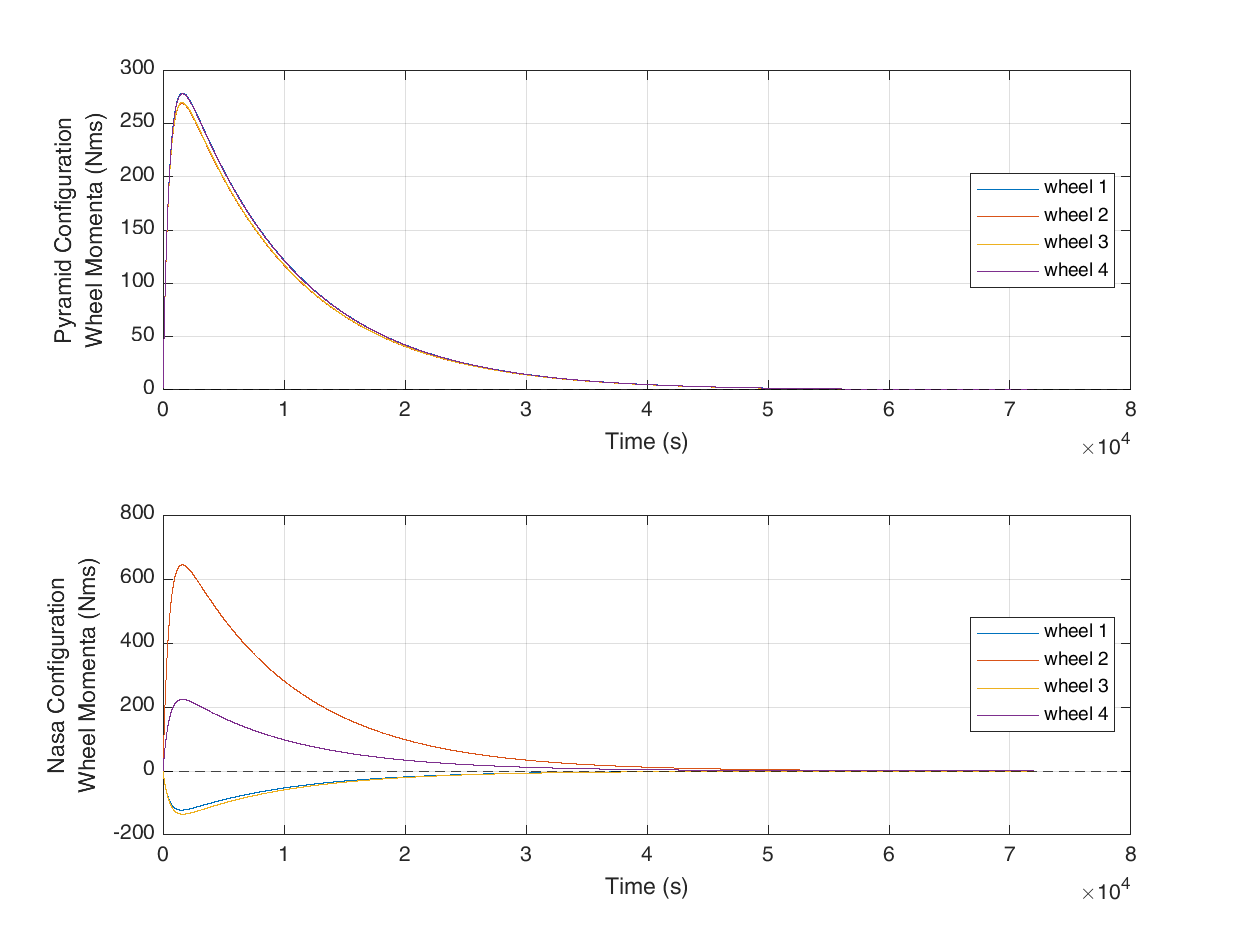 Pyramid Configuration
Wheel Momenta (Nms)
300
250
200
150
100
50
0
0 1 2 3 4 5 6 7 8
Time (s)
×10^4
wheel 1
wheel 2
wheel 3
wheel 4
Nasa Configuration
Wheel Momenta (Nms)
800
600
400
200
0
-200
0 1 2 3 4 5 6 7 8
Time (s)
×10^4
wheel 1
wheel 2
wheel 3
wheel 4